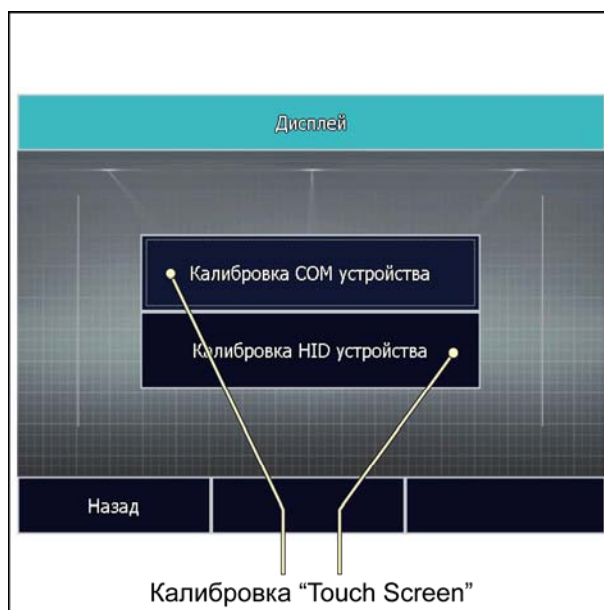 Дисплей
Калибровка COM устройства
Калибровка HID устройства
Назад
Калибровка “Touch Screen”